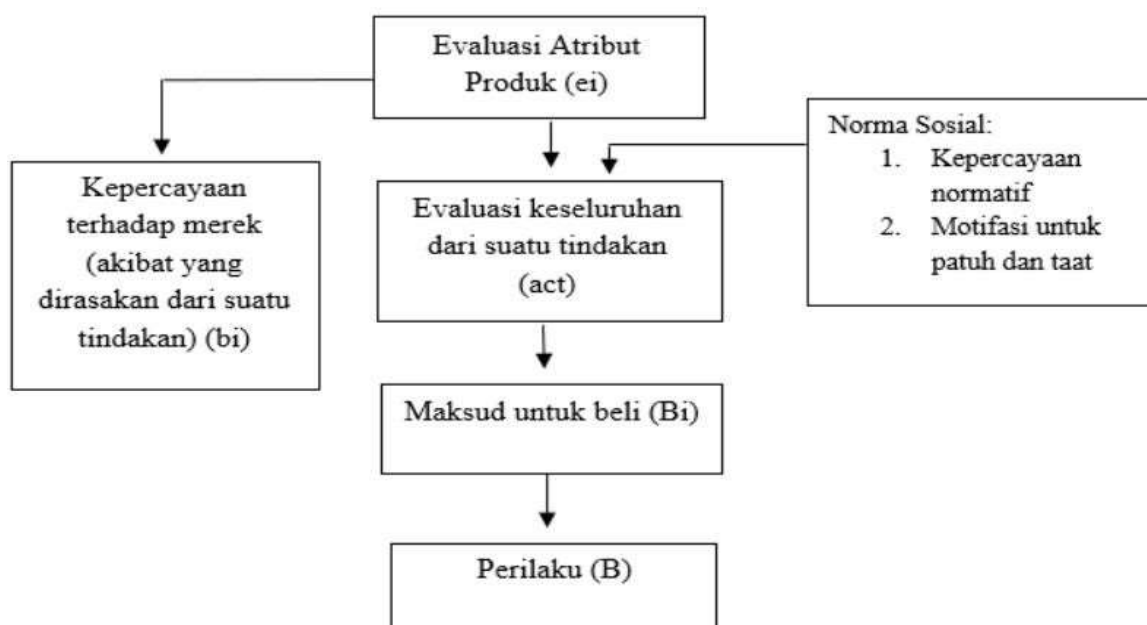 Evaluasi Atribut
Produk (ei)
Norma Sosial:
1. Kepercayaan
normatif
2. Motifasi untuk
patuh dan taat
Kepercayaan
terhadap merek
(akibat yang
dirasakan dari suatu
tindakan) (bi)
Evaluasi keseluruhan
dari suatu tindakan
(act)
Maksud untuk beli (Bi)
Perilaku (B)